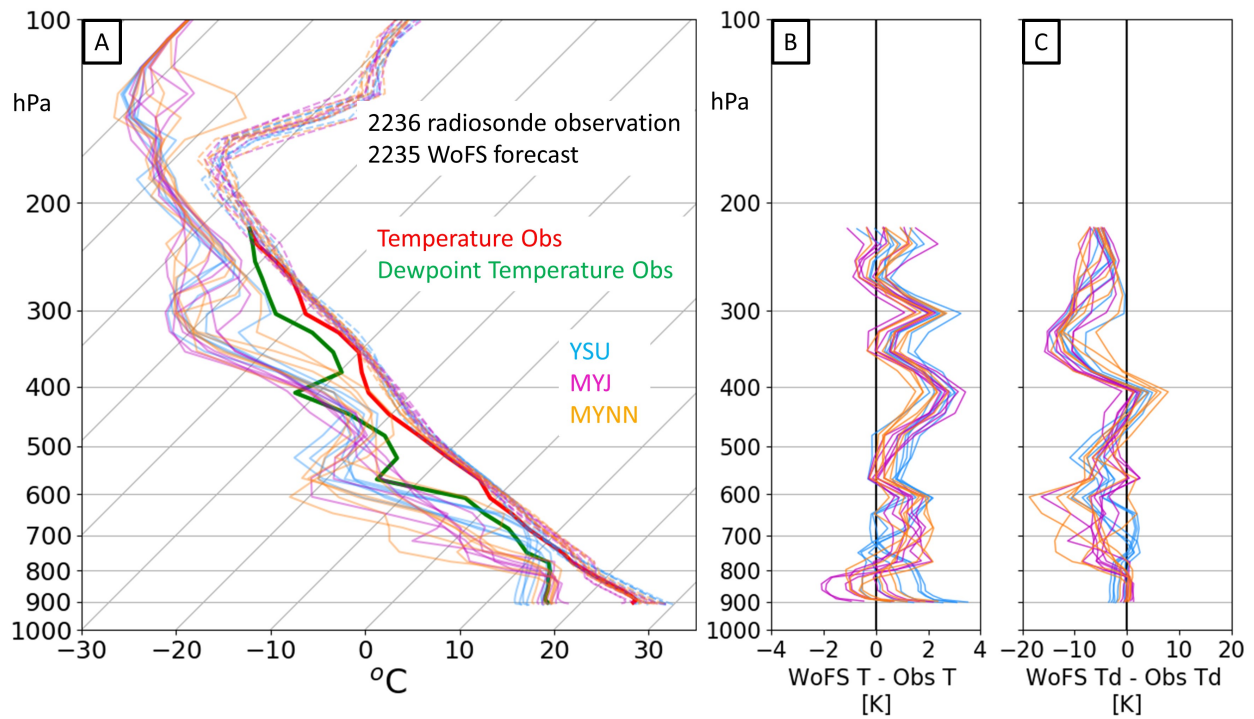 A
100
200
300
400
500
600
700
800
900
1000
hPa
2236 radiosonde observation
2235 WoFS forecast
Temperature Obs
Dewpoint Temperature Obs
YSU
MYJ
MYNN
−30 −20 −10 0 10 20 30
°C
B
100
200
300
400
500
600
700
800
900
1000
hPa
−4 −2 0 2 4
WoFS T - Obs T
[K]
C
−20 −10 0 10 20
WoFS Td - Obs Td
[K]